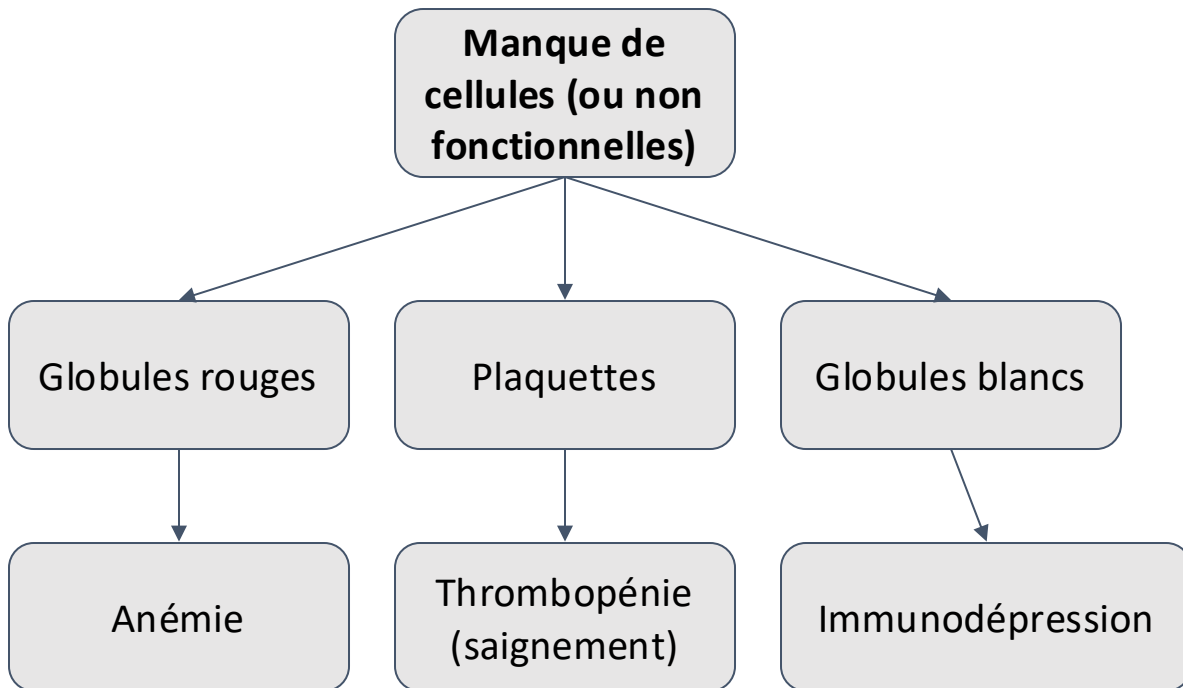 Manque de
cellules (ou non
fonctionnelles)
Globules rouges
Plaquettes
Globules blancs
Anémie
Thrombopénie
(saignement)
Immunodépression